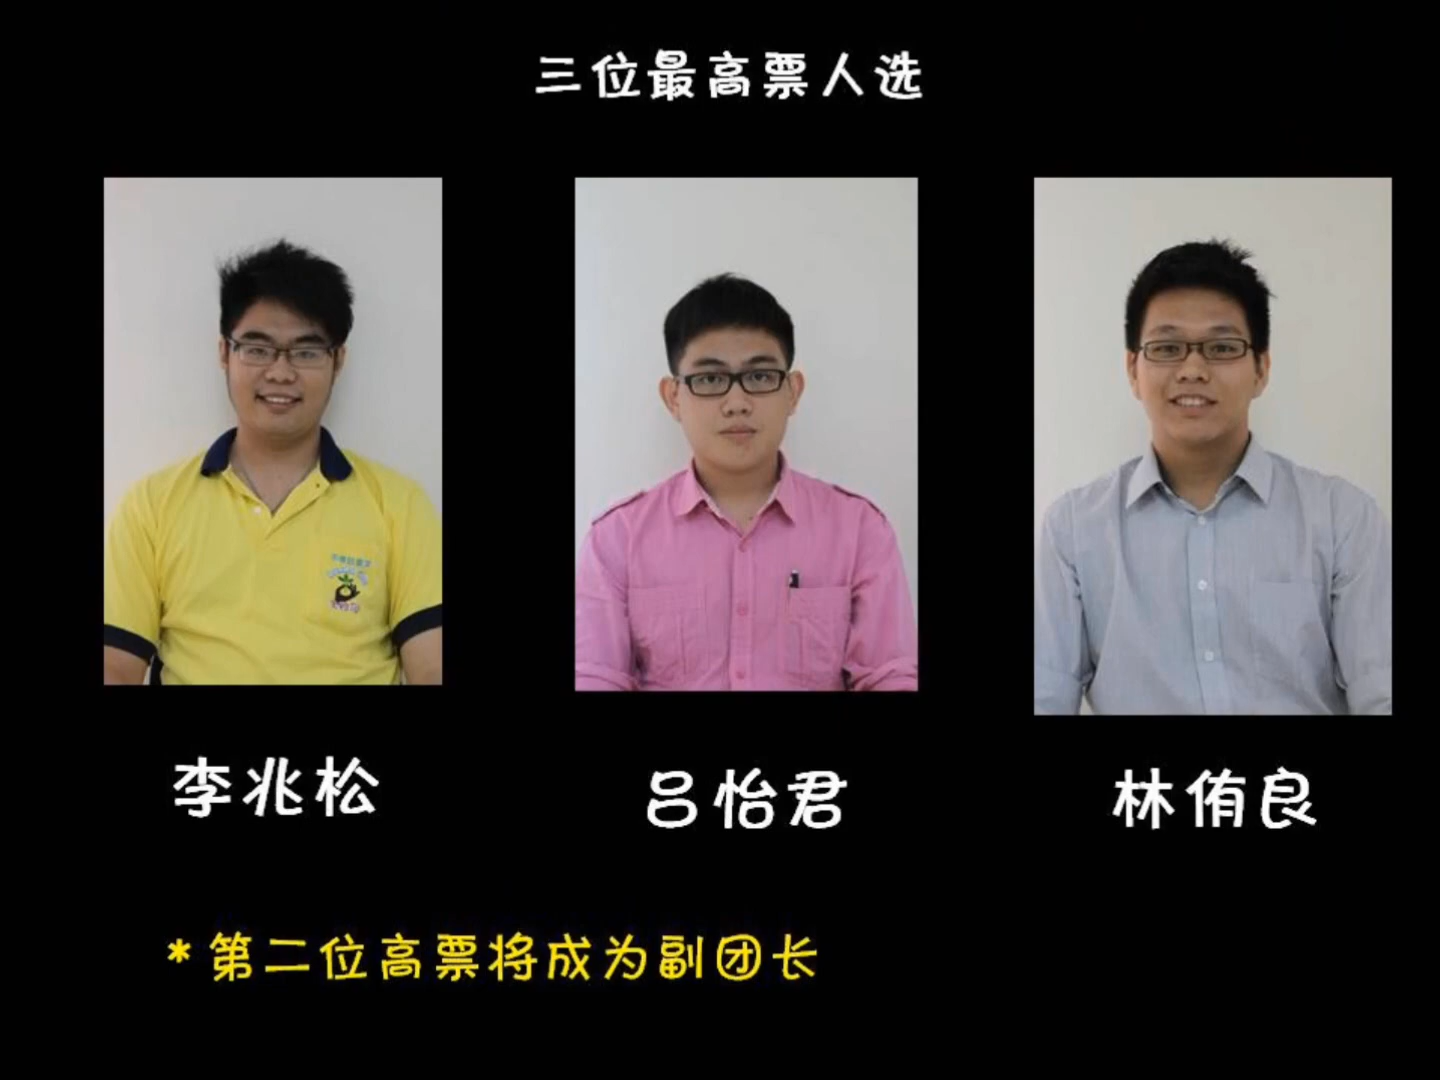 三位最高票人选
李兆松
吕怡君
林侑良
*第二位高票将成为副团长